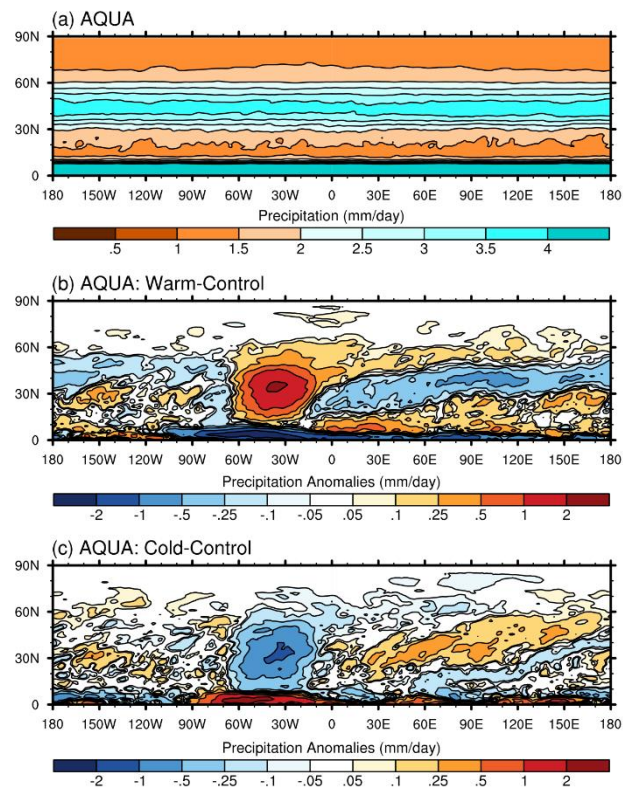 (a) AQUA
90N
60N
30N
0
180 150W 120W 90W 60W 30W 0 30E 60E 90E 120E 150E 180
Precipitation (mm/day)
.5 1 1.5 2 2.5 3 3.5 4
(b) AQUA: Warm-Control
90N
60N
30N
0
180 150W 120W 90W 60W 30W 0 30E 60E 90E 120E 150E 180
Precipitation Anomalies (mm/day)
-2 -1 -.5 -.25 -.1 -.05 .05 .1 .25 .5 1 2
(c) AQUA: Cold-Control
90N
60N
30N
0
180 150W 120W 90W 60W 30W 0 30E 60E 90E 120E 150E 180
Precipitation Anomalies (mm/day)
-2 -1 -.5 -.25 -.1 -.05 .05 .1 .25 .5 1 2